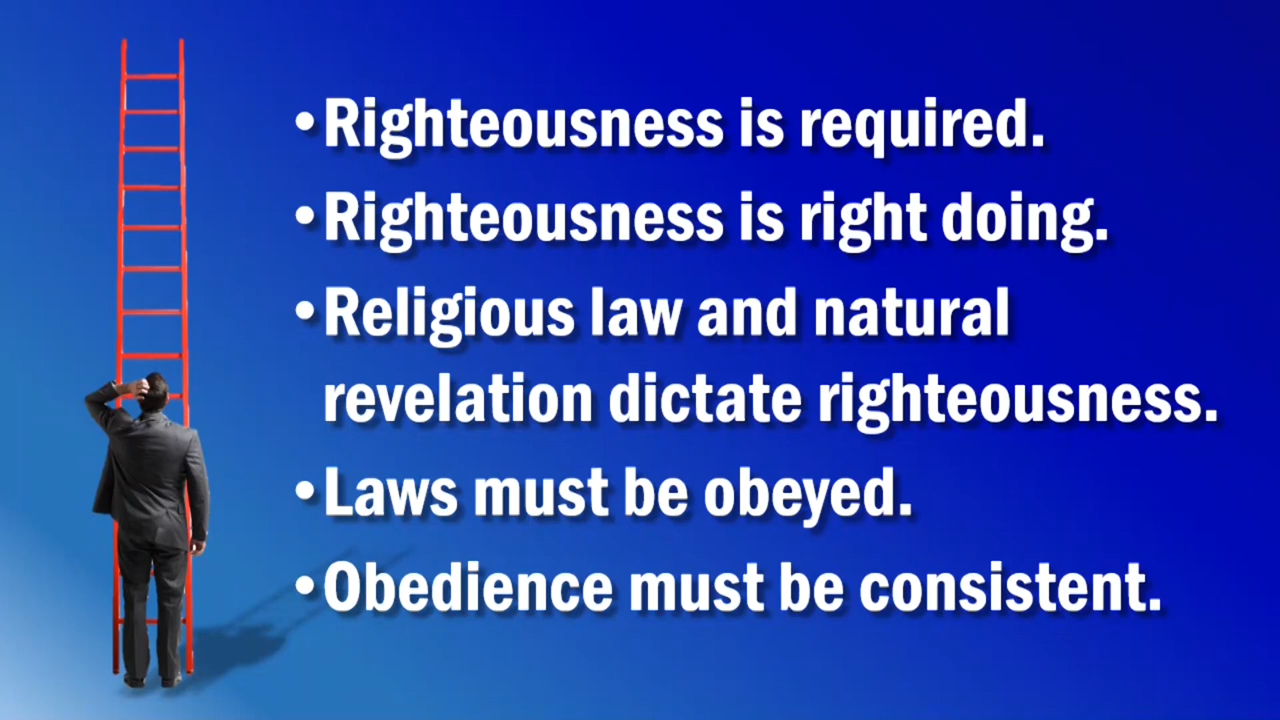 •Righteousness is required.
•Righteousness is right doing.
•Religious law and natural
revelation dictate righteousness.
•Laws must be obeyed.
•Obedience must be consistent.